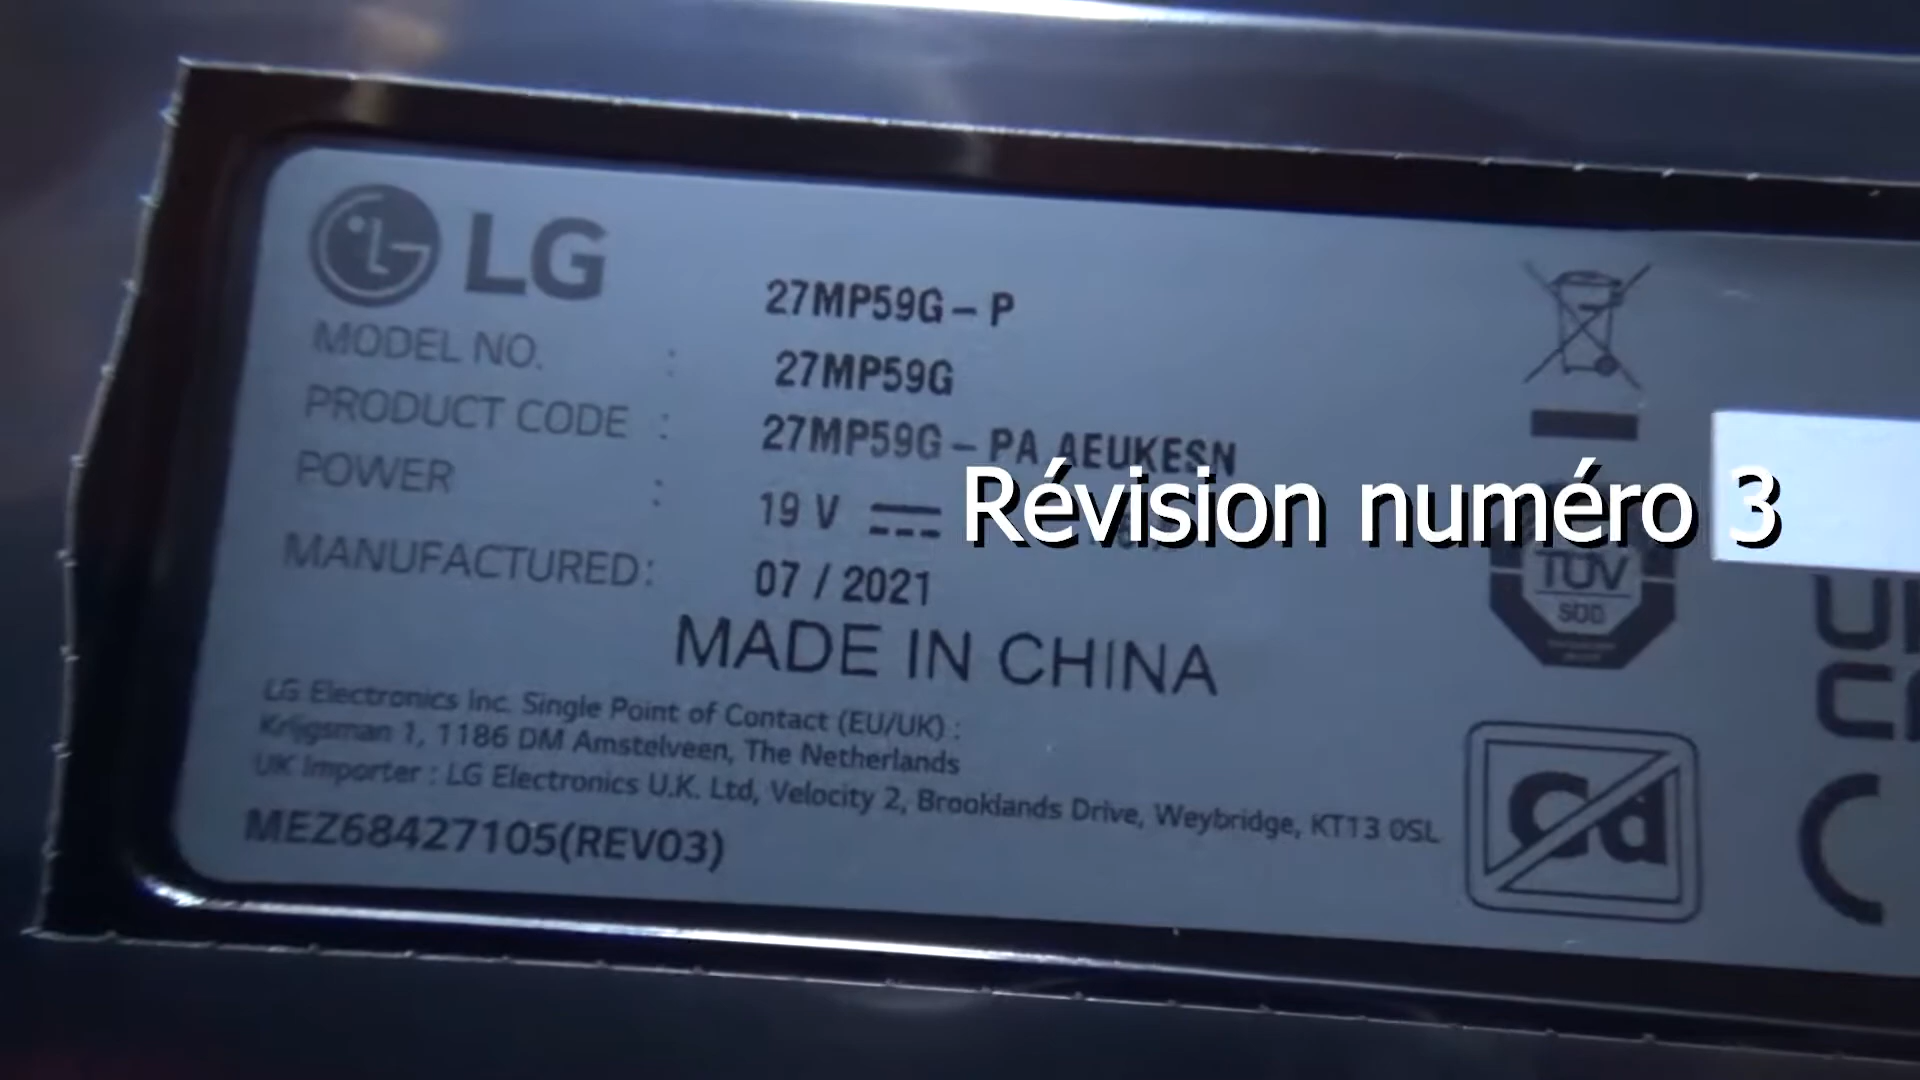 LG
27MP59G-P
MODEL NO. : 27MP59G
PRODUCT CODE : 27MP59G-PA AEUKESN
POWER : 19 V
Révision numéro 3
MANUFACTURED: 07 / 2021
MADE IN CHINA
LG Electronics Inc. Single Point of Contact (EU/UK) :
Krijgsman 1, 1186 DM Amstelveen, The Netherlands
UK Importer : LG Electronics U.K. Ltd, Velocity 2, Brooklands Drive, Weybridge, KT13 0SL
MEZ68427105(REV03)
TÜV
SÜD
Cd